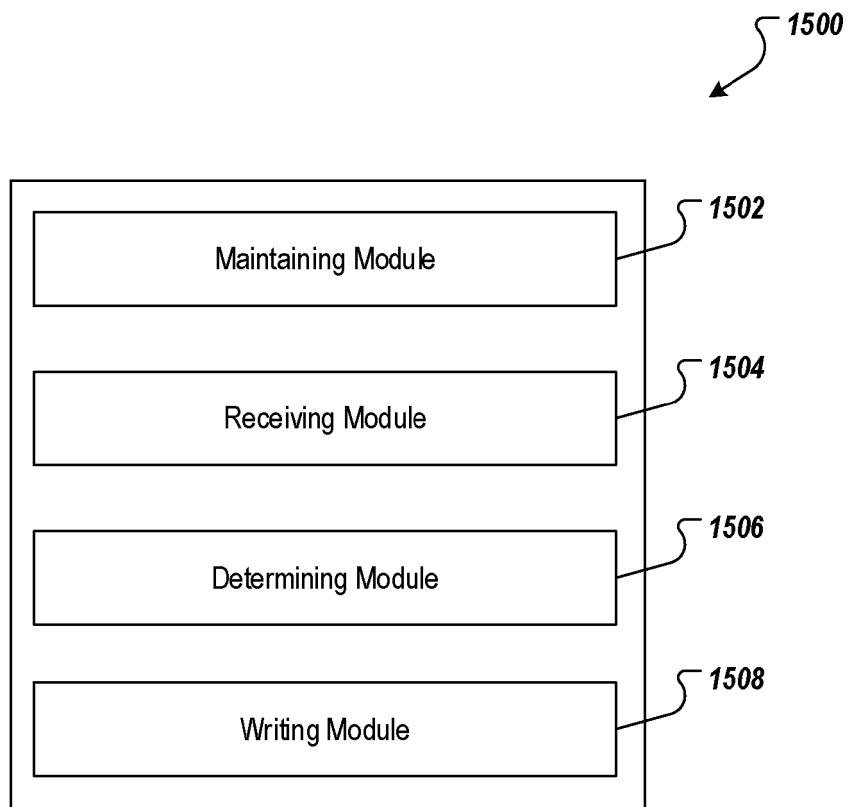 1500
1502
Maintaining Module
1504
Receiving Module
1506
Determining Module
1508
Writing Module